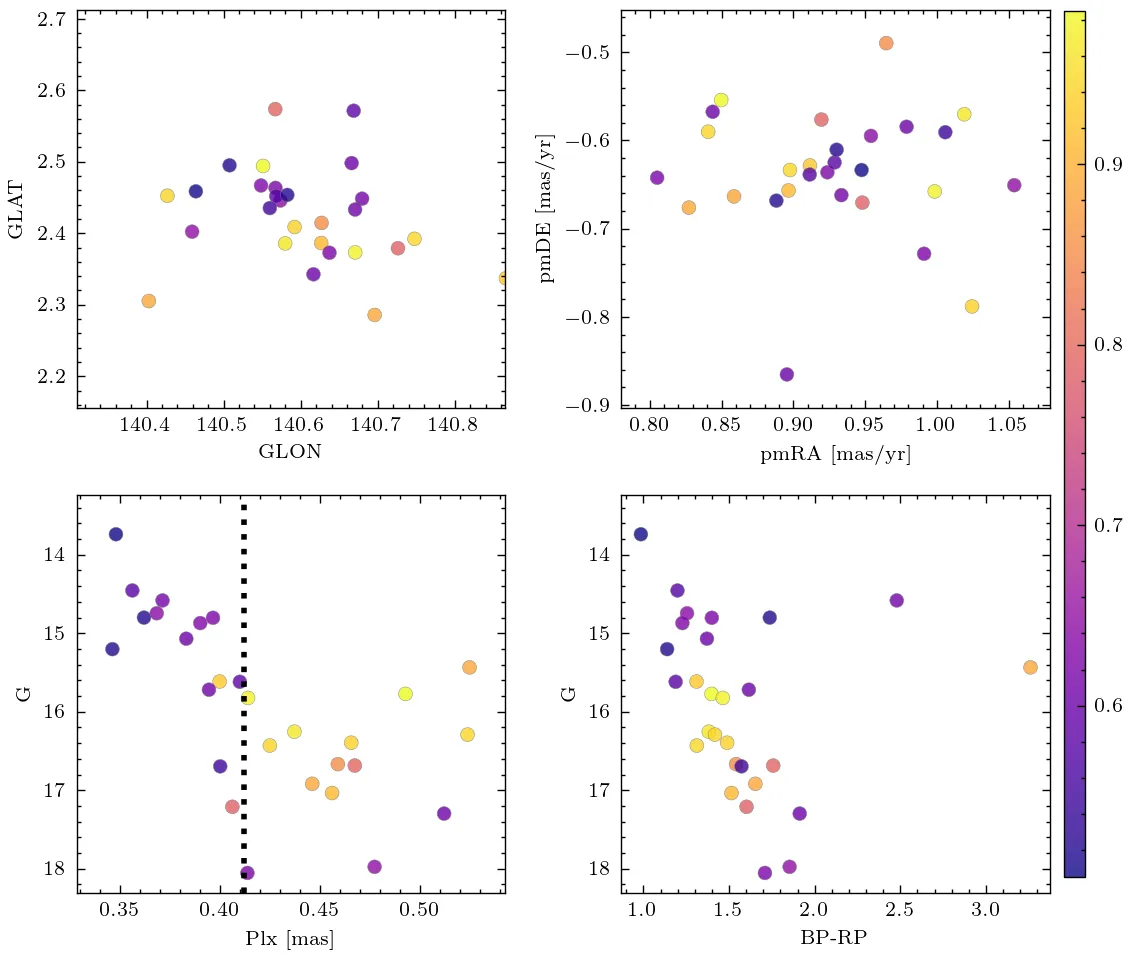 2.7
2.6
2.5
2.4
2.3
2.2
GLAT
140.4 140.5 140.6 140.7 140.8
GLON
−0.5
−0.6
−0.7
−0.8
−0.9
pmDE [mas/yr]
0.80 0.85 0.90 0.95 1.00 1.05
pmRA [mas/yr]
0.9
0.8
0.7
0.6
14
15
16
17
18
G
0.35 0.40 0.45 0.50
Plx [mas]
14
15
16
17
18
G
1.0 1.5 2.0 2.5 3.0
BP-RP